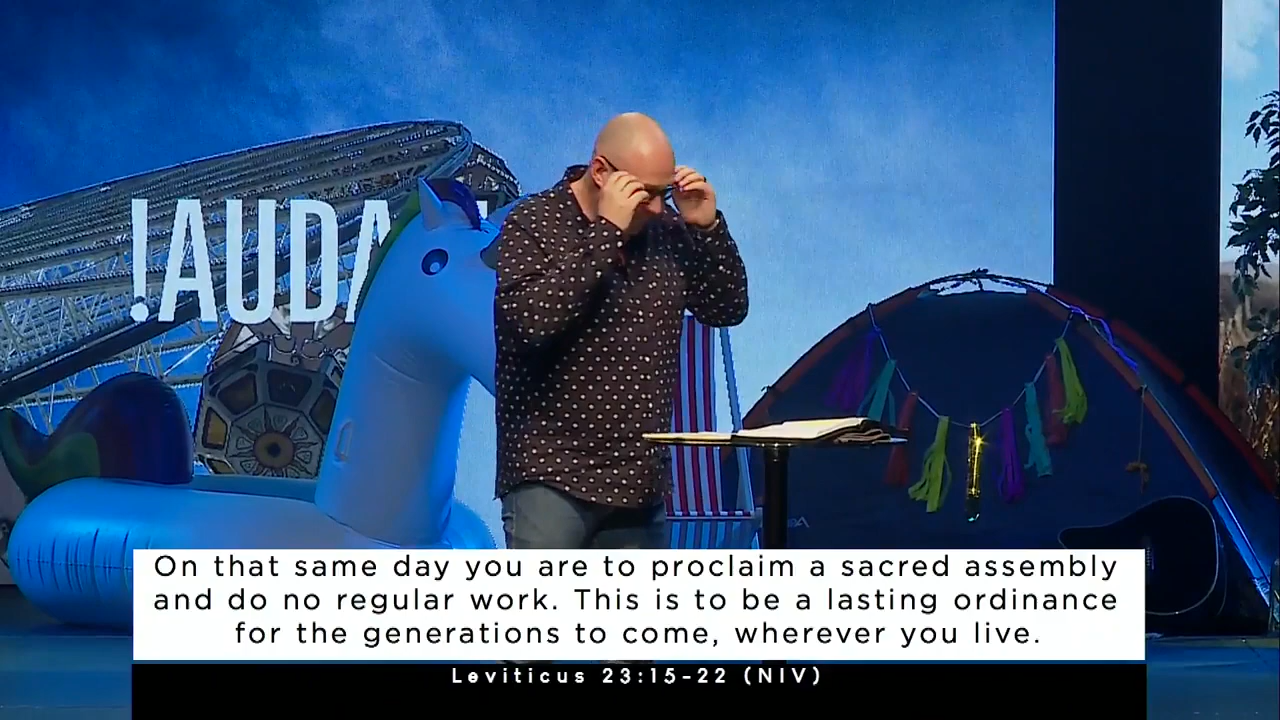 !AUDA
On that same day you are to proclaim a sacred assembly
and do no regular work. This is to be a lasting ordinance
for the generations to come, wherever you live.
Leviticus 23:15-22 (NIV)